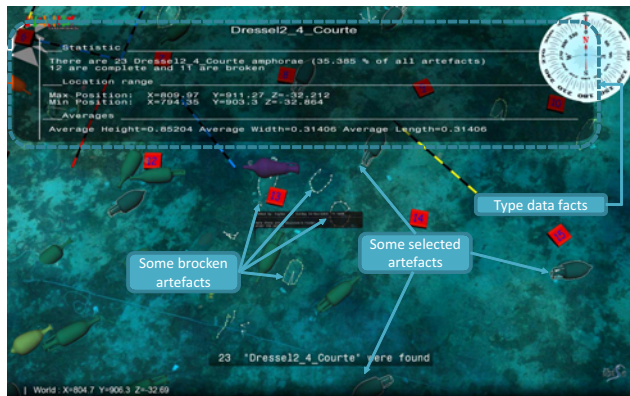 Dressel2_4_Courte
Statistic
There are 23 Dressel2_4_Courte amphorae (35.385 % of all artefacts)
12 are complete and 11 are broken
Location range
Max Position: X=809.97 Y=911.27 Z=-32.212
Min Position: X=794.35 Y=903.3 Z=-32.864
Averages
Average Height=0.85204 Average Width=0.31406 Average Length=0.31406
Type data facts
Some brocken
artefacts
Some selected
artefacts
13
14
23 "Dressel2_4_Courte" were found
World : X=804.7 Y=906.3 Z=-32.69